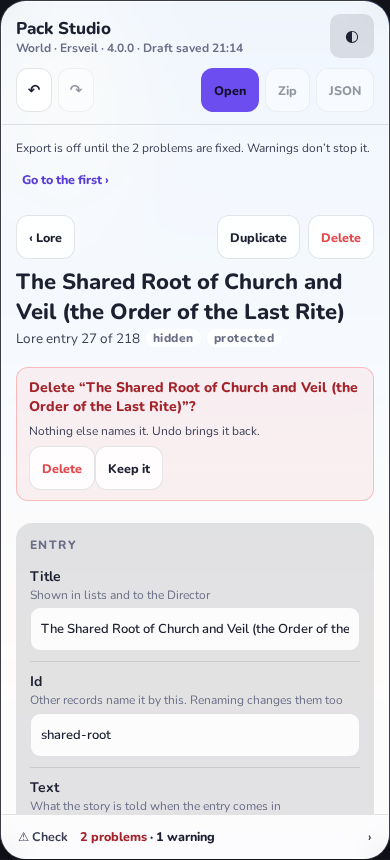 Pack Studio
World · Ersveil · 4.0.0 · Draft saved 21:14
Open
Zip
JSON
Export is off until the 2 problems are fixed. Warnings don’t stop it.
Go to the first ›
‹ Lore
Duplicate
Delete
The Shared Root of Church and
Veil (the Order of the Last Rite)
Lore entry 27 of 218 hidden protected
Delete “The Shared Root of Church and Veil (the
Order of the Last Rite)”?
Nothing else names it. Undo brings it back.
Delete
Keep it
ENTRY
Title
Shown in lists and to the Director
The Shared Root of Church and Veil (the Order of the
Id
Other records name it by this. Renaming changes them too
shared-root
Text
What the story is told when the entry comes in
⚠ Check 2 problems · 1 warning ›